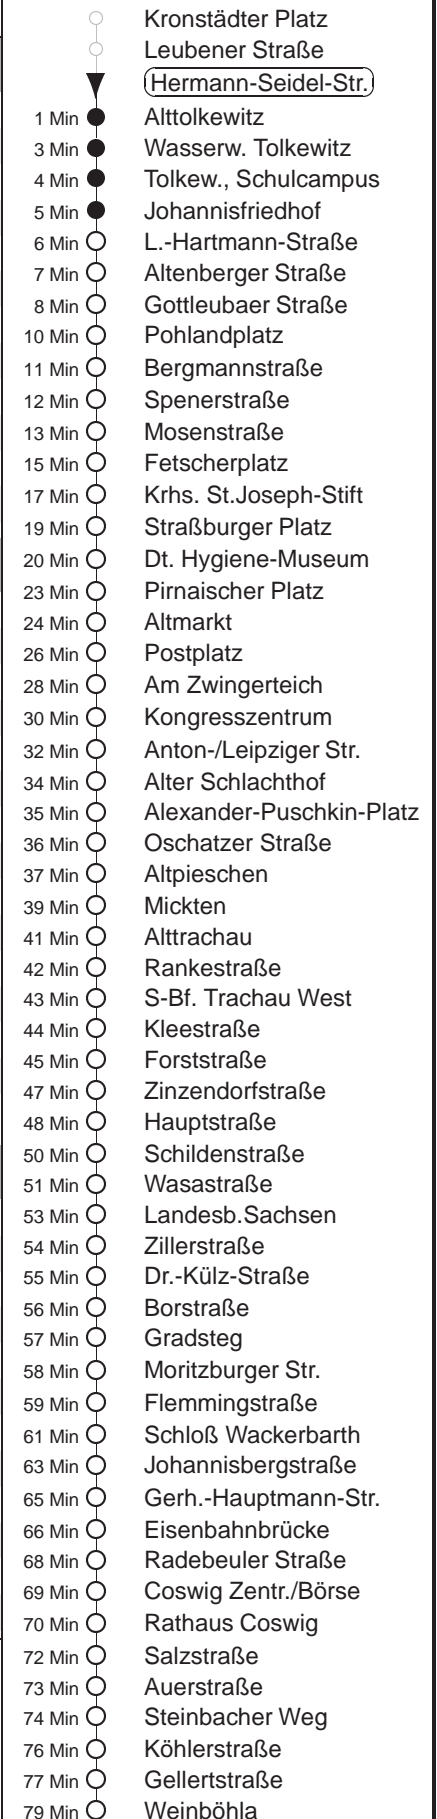 Kronstädter Platz
Leubener Straße
Hermann-Seidel-Str.
1 Min Alttolkewitz
3 Min Wasserw. Tolkewitz
4 Min Tolkew., Schulcampus
5 Min Johannisfriedhof
6 Min L.-Hartmann-Straße
7 Min Altenberger Straße
8 Min Gottleubaer Straße
10 Min Pohlandplatz
11 Min Bergmannstraße
12 Min Spenerstraße
13 Min Mosenstraße
15 Min Fetscherplatz
17 Min Krhs. St.Joseph-Stift
19 Min Straßburger Platz
20 Min Dt. Hygiene-Museum
23 Min Pirnaischer Platz
24 Min Altmarkt
26 Min Postplatz
28 Min Am Zwingerteich
30 Min Kongresszentrum
32 Min Anton-/Leipziger Str.
34 Min Alter Schlachthof
35 Min Alexander-Puschkin-Platz
36 Min Oschatzer Straße
37 Min Altpieschen
39 Min Mickten
41 Min Alttrachau
42 Min Rankestraße
43 Min S-Bf. Trachau West
44 Min Kleestraße
45 Min Forststraße
47 Min Zinzendorfstraße
48 Min Hauptstraße
50 Min Schildenstraße
51 Min Wasastraße
53 Min Landesb.Sachsen
54 Min Zillerstraße
55 Min Dr.-Külz-Straße
56 Min Borstraße
57 Min Gradsteg
58 Min Moritzburger Str.
59 Min Flemmingstraße
61 Min Schloß Wackerbarth
63 Min Johannisbergstraße
65 Min Gerh.-Hauptmann-Str.
66 Min Eisenbahnbrücke
68 Min Radebeuler Straße
69 Min Coswig Zentr./Börse
70 Min Rathaus Coswig
72 Min Salzstraße
73 Min Auerstraße
74 Min Steinbacher Weg
76 Min Köhlerstraße
77 Min Gellertstraße
79 Min Weinböhla